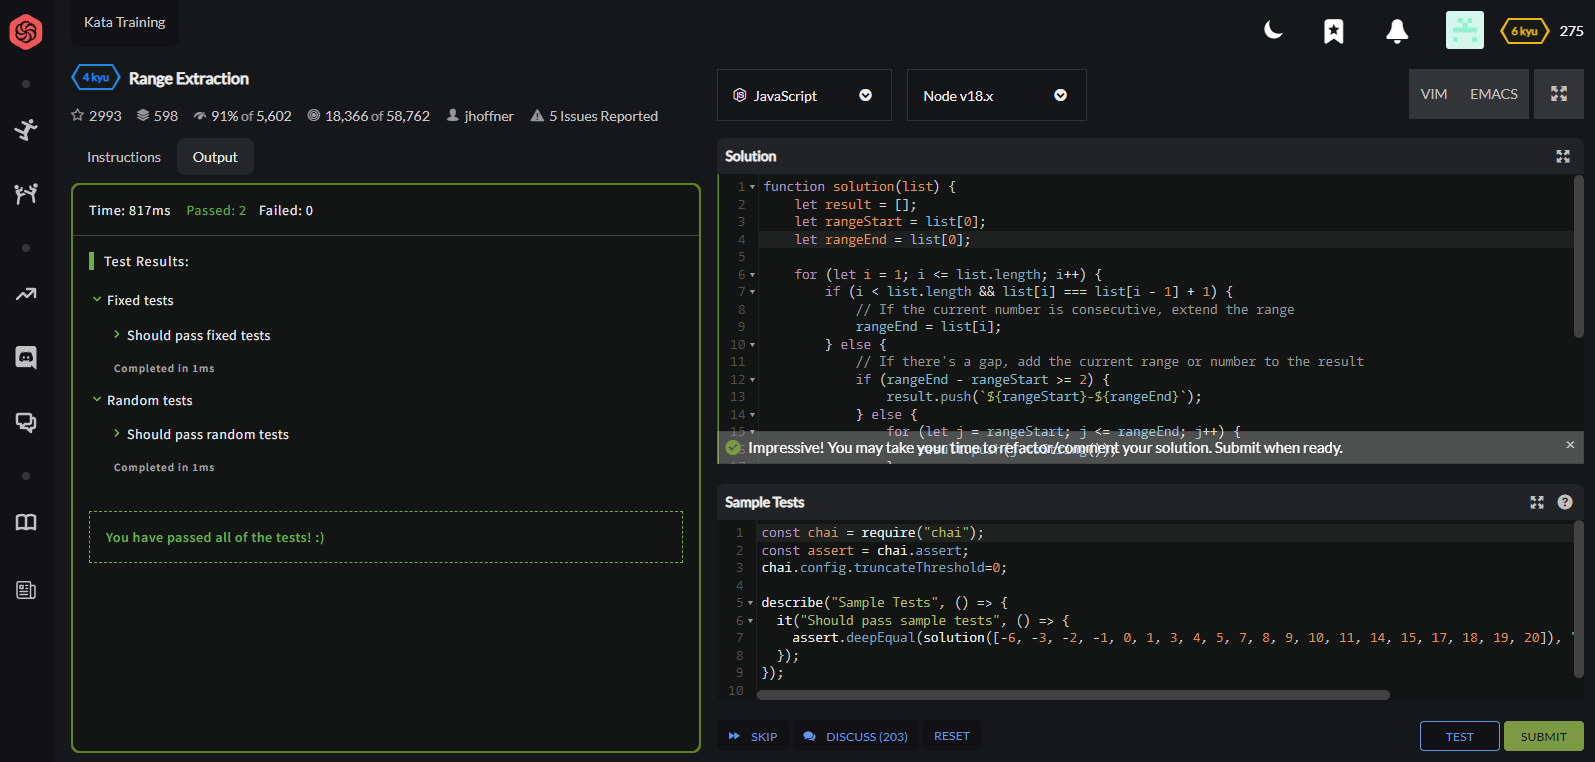 Kata Training
6 kyu 275
4 kyu Range Extraction
2993 598 91% of 5,602 18,366 of 58,762 jhoffner 5 Issues Reported
Instructions Output
Time: 817ms Passed: 2 Failed: 0
Test Results:
Fixed tests
Should pass fixed tests
Completed in 1ms
Random tests
Should pass random tests
Completed in 1ms
You have passed all of the tests! :)
JavaScript Node v18.x VIM EMACS
Solution
1 function solution(list) {
2 let result = [];
3 let rangeStart = list[0];
4 let rangeEnd = list[0];
5
6 for (let i = 1; i <= list.length; i++) {
7 if (i < list.length && list[i] === list[i - 1] + 1) {
8 // If the current number is consecutive, extend the range
9 rangeEnd = list[i];
10 } else {
11 // If there's a gap, add the current range or number to the result
12 if (rangeEnd - rangeStart >= 2) {
13 result.push(`${rangeStart}-${rangeEnd}`);
14 } else {
15 for (let j = rangeStart; j <= rangeEnd; j++) {
Impressive! You may take your time to refactor/comment your solution. Submit when ready.
Sample Tests
1 const chai = require("chai");
2 const assert = chai.assert;
3 chai.config.truncateThreshold=0;
4
5 describe("Sample Tests", () => {
6 it("Should pass sample tests", () => {
7 assert.deepEqual(solution([-6, -3, -2, -1, 0, 1, 3, 4, 5, 7, 8, 9, 10, 11, 14, 15, 17, 18, 19, 20]),
8 });
9 });
10
SKIP DISCUSS (203) RESET TEST SUBMIT